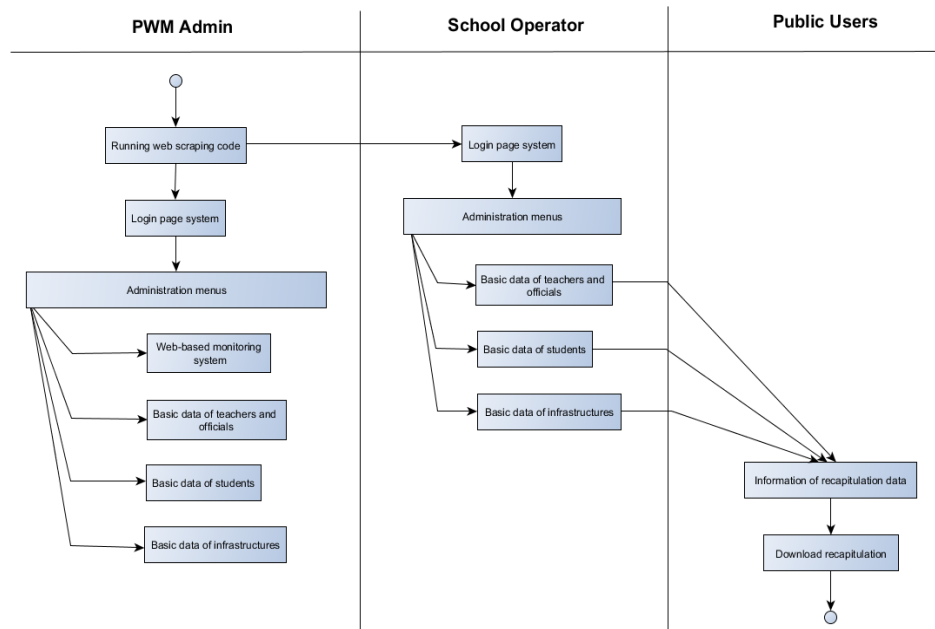 PWM Admin
School Operator
Public Users
Running web scraping code
Login page system
Administration menus
Web-based monitoring
system
Basic data of teachers and
officials
Basic data of students
Basic data of infrastructures
Login page system
Administration menus
Basic data of teachers and
officials
Basic data of students
Basic data of infrastructures
Information of recapitulation data
Download recapitulation